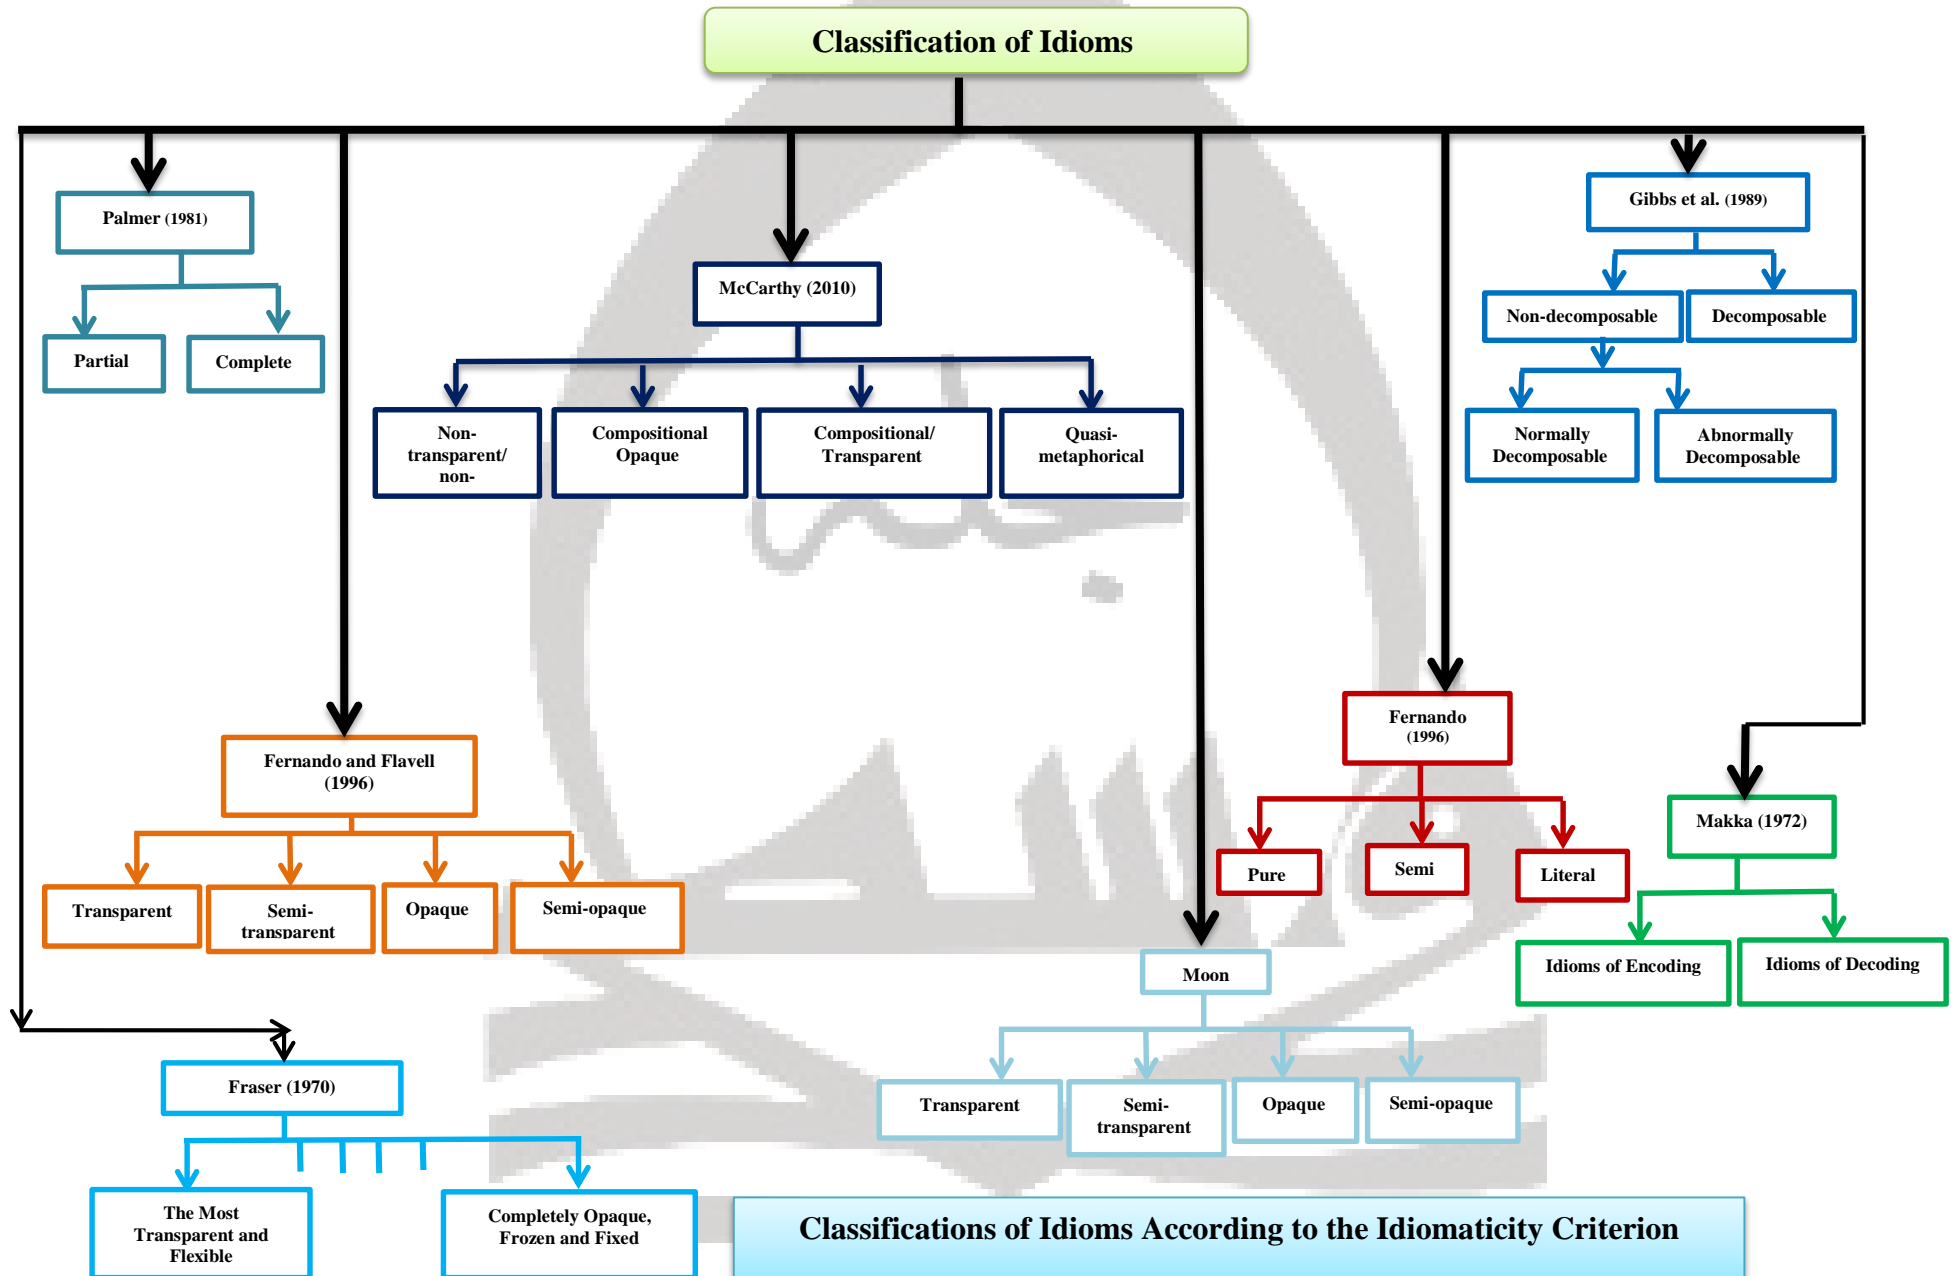 Classification of Idioms
Palmer (1981)
Partial
Complete
Gibbs et al. (1989)
Non-decomposable
Decomposable
Normally
Decomposable
Abnormally
Decomposable
McCarthy (2010)
Non-
transparent/
non-
Compositional
Opaque
Compositional/
Transparent
Quasi-
metaphorical
Fernando and Flavell
(1996)
Transparent
Semi-
transparent
Opaque
Semi-opaque
Fernando
(1996)
Pure
Semi
Literal
Makka (1972)
Idioms of Encoding
Idioms of Decoding
Moon
Transparent
Semi-
transparent
Opaque
Semi-opaque
Fraser (1970)
The Most
Transparent and
Flexible
Completely Opaque,
Frozen and Fixed
Classifications of Idioms According to the Idiomaticity Criterion